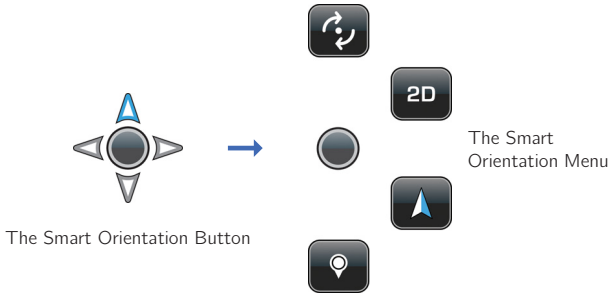 2D
The Smart
Orientation Menu
The Smart Orientation Button